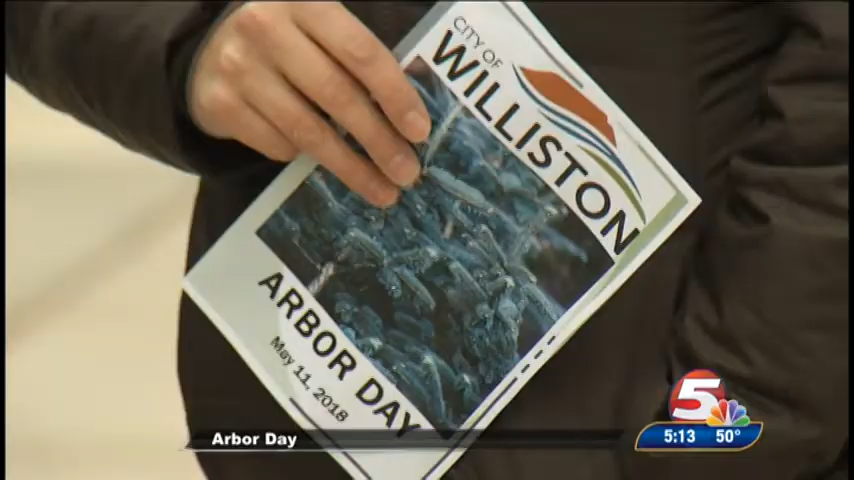 CITY OF
WILLISTON
ARBOR DAY
May 11, 2018
Arbor Day
5
5:13 50°